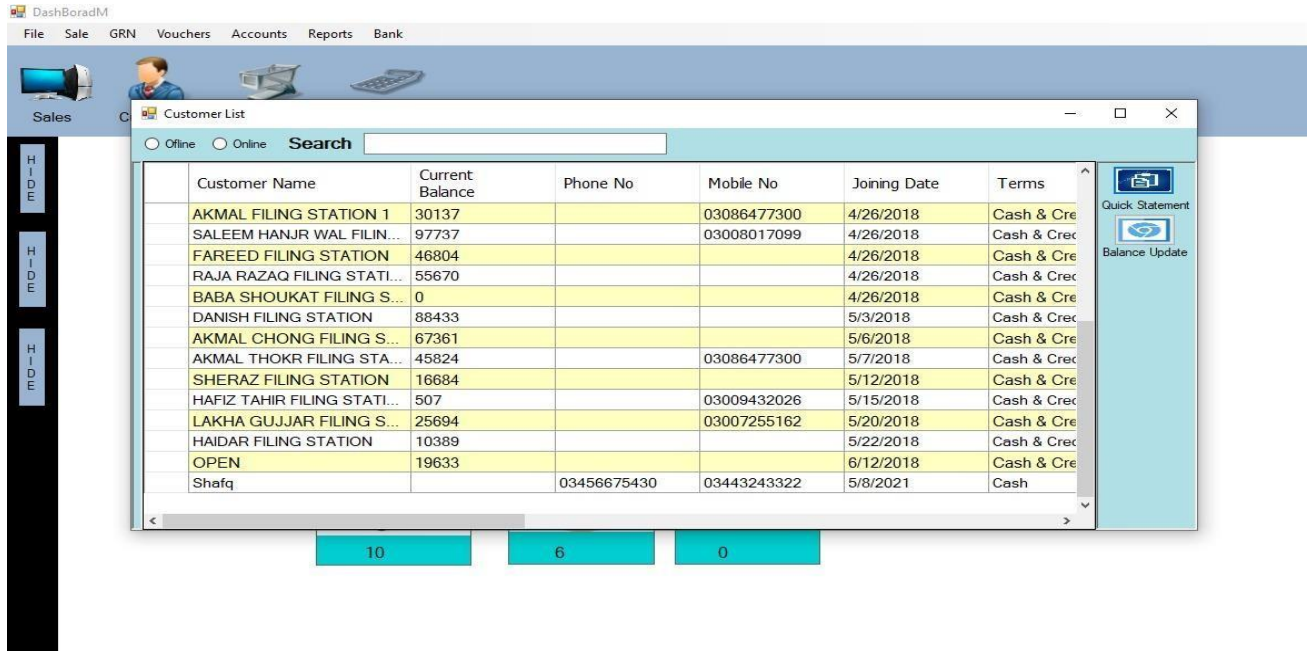 DashBoradM
File Sale GRN Vouchers Accounts Reports Bank
Sales C
Customer List
Ofline Online Search
Customer Name Current Balance Phone No Mobile No Joining Date Terms
AKMAL FILING STATION 1 30137 03086477300 4/26/2018 Cash & Cre
SALEEM HANJR WAL FILIN... 97737 03008017099 4/26/2018 Cash & Crec
FAREED FILING STATION 46804 4/26/2018 Cash & Cre
RAJA RAZAQ FILING STATI... 55670 4/26/2018 Cash & Crec
BABA SHOUKAT FILING S... 0 4/26/2018 Cash & Cre
DANISH FILING STATION 88433 5/3/2018 Cash & Crec
AKMAL CHONG FILING S... 67361 5/6/2018 Cash & Cre
AKMAL THOKR FILING STA... 45824 03086477300 5/7/2018 Cash & Crec
SHERAZ FILING STATION 16684 5/12/2018 Cash & Cre
HAFIZ TAHIR FILING STATI... 507 03009432026 5/15/2018 Cash & Crec
LAKHA GUJJAR FILING S... 25694 03007255162 5/20/2018 Cash & Cre
HAIDAR FILING STATION 10389 5/22/2018 Cash & Crec
OPEN 19633 6/12/2018 Cash & Cre
Shafq 03456675430 03443243322 5/8/2021 Cash
Quick Statement
Balance Update
HIDE
HIDE
HIDE
10 6 0